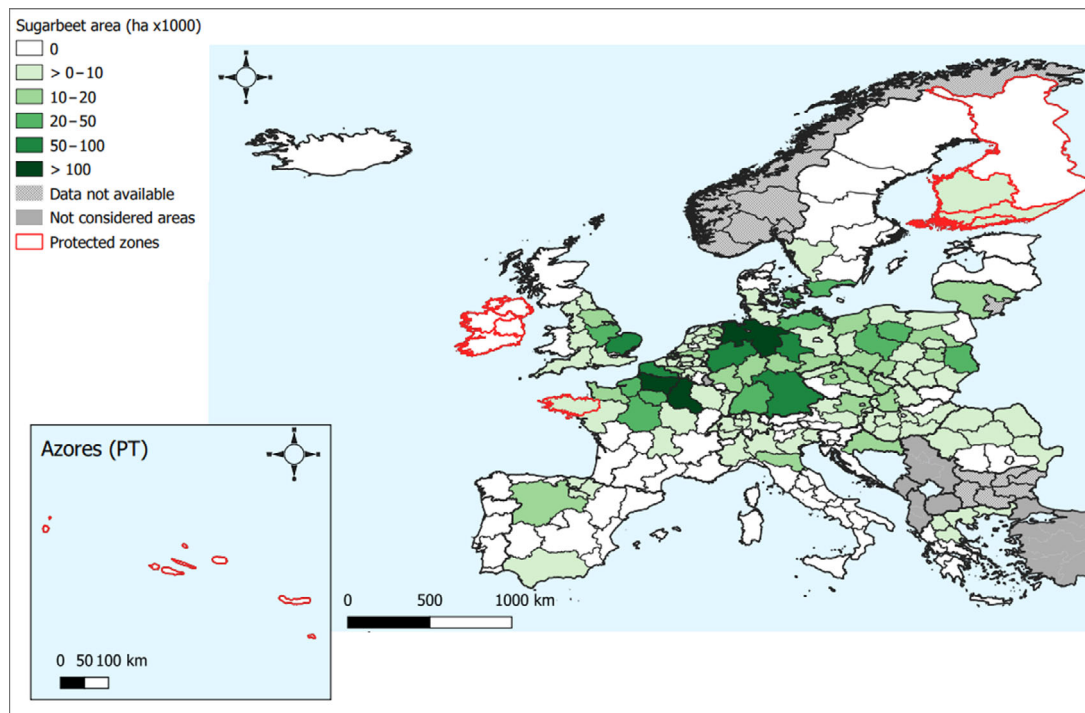 Sugarbeet area (ha x1000)
0
> 0–10
10–20
20–50
50–100
> 100
Data not available
Not considered areas
Protected zones
Azores (PT)
0 500 1000 km
0 50 100 km